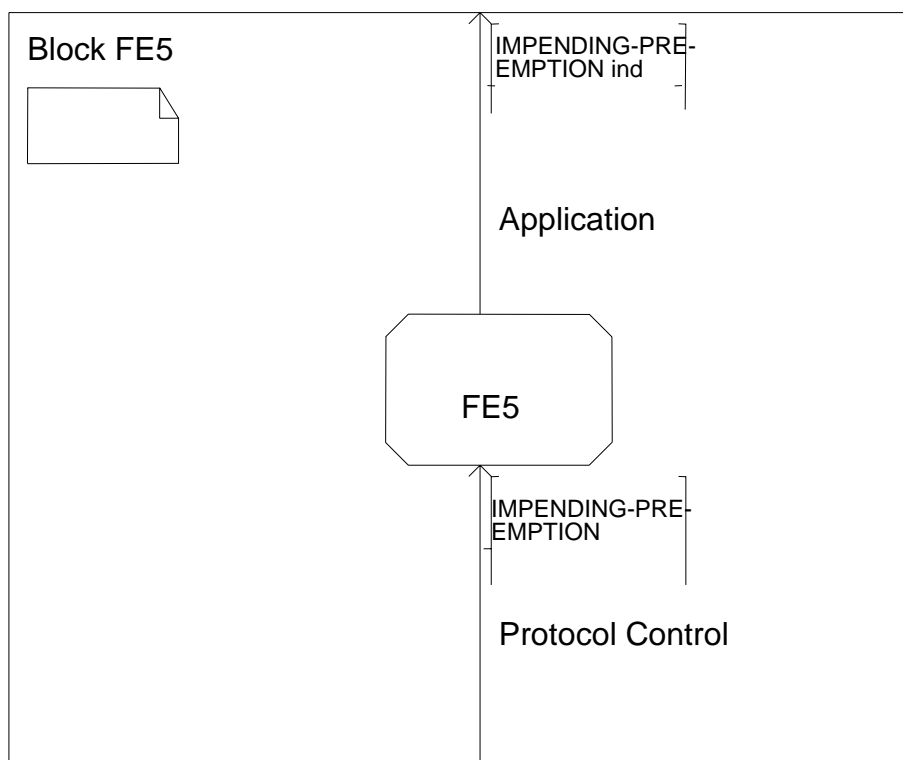 Block FE5
IMPENDING-PRE-
EMPTION ind
Application
FE5
IMPENDING-PRE-
EMPTION
Protocol Control